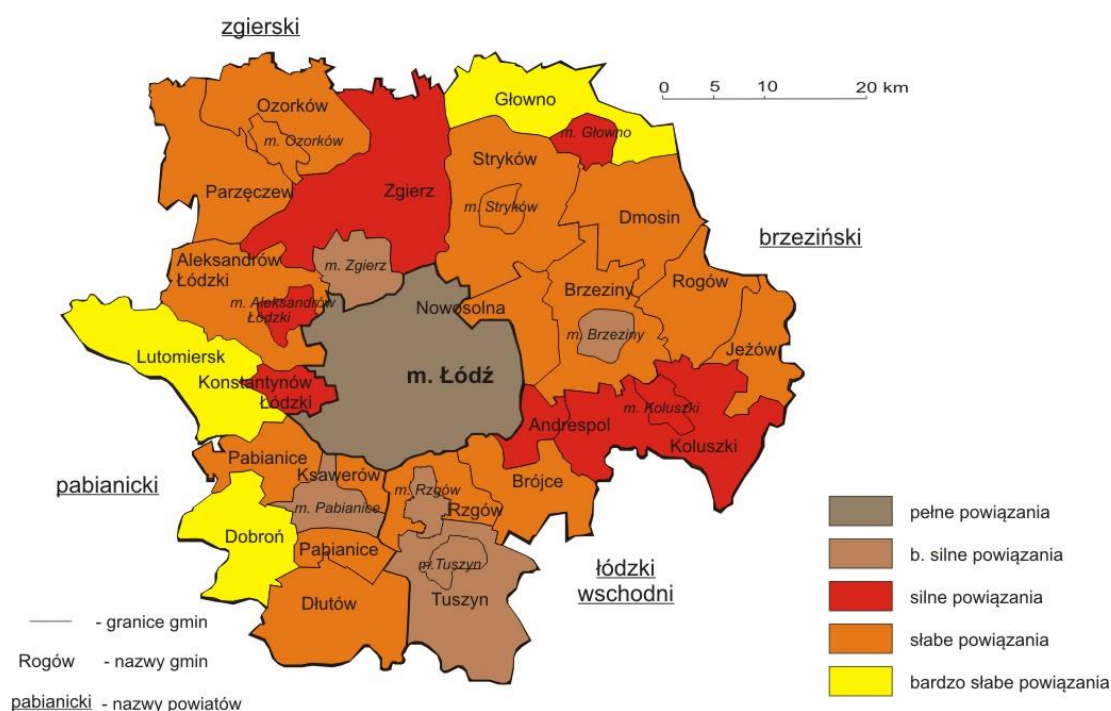 zgierski
0 5 10 20 km
Głowno
Ozorków
m. Głowno
m. Ozorków
Stryków
Parzęczew
Zgierz
m. Stryków
Dmosin
brzeziński
Aleksandrów
Łódzki
m. Zgierz
Rogów
Brzeziny
m. Aleksandrów
Łódzki
Nowosolna
m. Brzeziny
Jeżów
Lutomiersk
m. Łódź
Konstantynów
Łódzki
m. Koluszki
Andrespol
Koluszki
Pabianice
Ksawerów
m. Rzgów
Brójce
pabianicki
m. Pabianice
Rzgów
Dobroń
Pabianice
m.Tuszyn
łódzki
wschodni
Dłutów
Tuszyn
- granice gmin
Rogów - nazwy gmin
pabianicki - nazwy powiatów
pełne powiązania
b. silne powiązania
silne powiązania
słabe powiązania
bardzo słabe powiązania